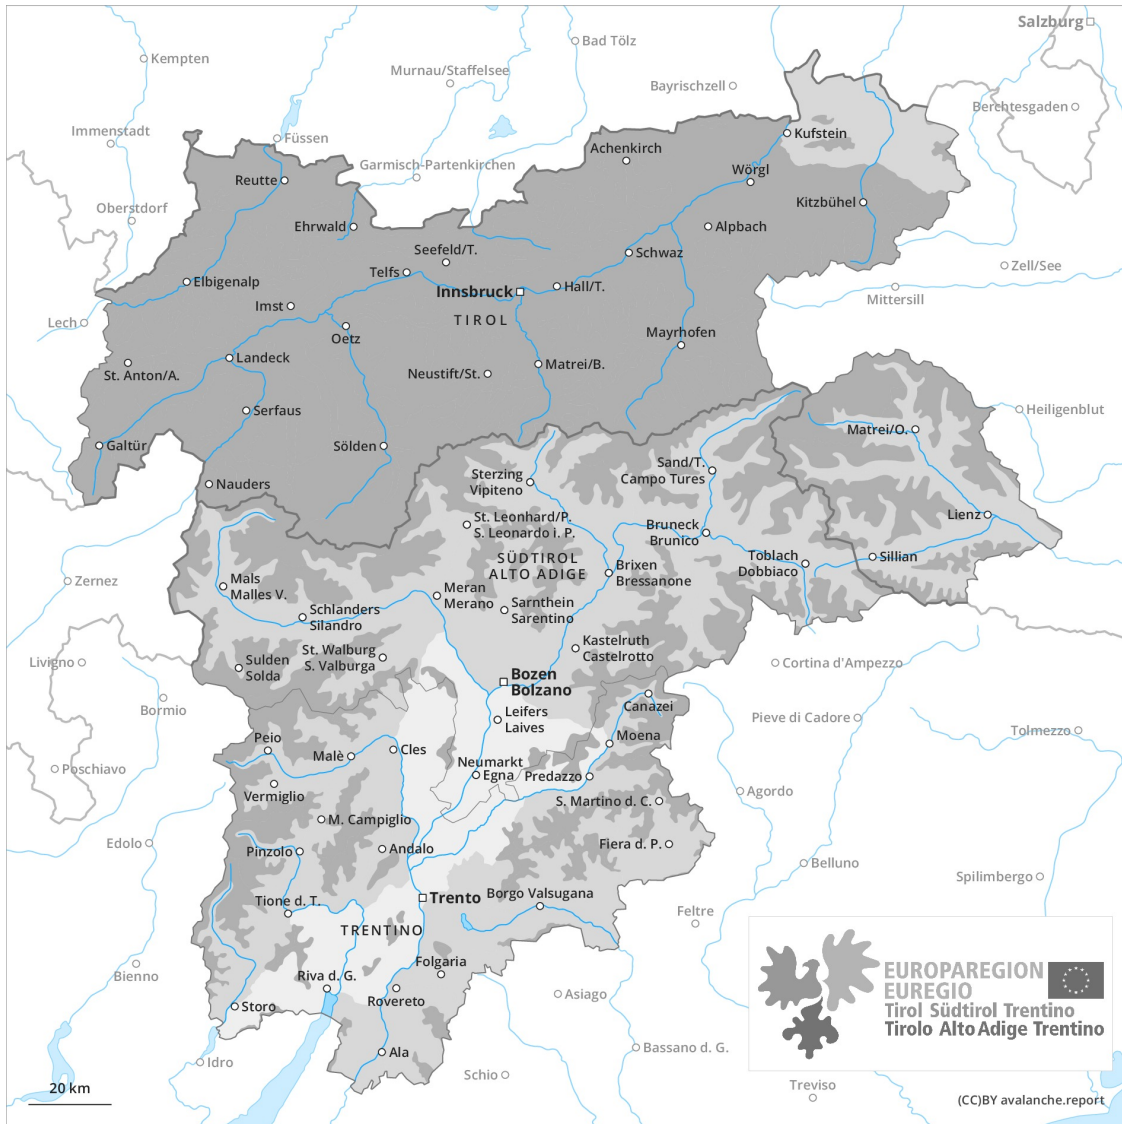 Salzburg
Bad Tölz
Kempten
Murnau/Staffelsee
Bayrischzell
Berchtesgaden
Immenstadt
Füssen
Kufstein
Achenkirch
Garmisch-Partenkirchen
Wörgl
Reutte
Kitzbühel
Oberstdorf
Ehrwald
Alpbach
Seefeld/T.
Schwaz
Zell/See
Telfs
Elbigenalp
Hall/T.
Innsbruck
Mittersill
Imst
TIROL
Lech
Oetz
Mayrhofen
Landeck
Matrei/B.
St. Anton/A.
Neustift/St.
Serfaus
Heiligenblut
Matrei/O.
Galtür
Sölden
Sand/T.
Campo Tures
Sterzing
Vipiteno
Nauders
Lienz
St. Leonhard/P.
S. Leonardo i. P.
Bruneck
Brunico
SÜDTIROL
ALTO ADIGE
Toblach
Dobbiaco
Sillian
Brixen
Bressanone
Zernez
Mals
Malles V.
Meran
Merano
Sarnthein
Sarentino
Schlanders
Silandro
Kastelruth
Castelrotto
St. Walburg
S. Valburga
Livigno
Sulden
Solda
Cortina d'Ampezzo
Bozen
Bolzano
Bormio
Canazei
Leifers
Laives
Pieve di Cadore
Tolmezzo
Peio
Moena
Malè
Cles
Poschiavo
Neumarkt
Egna
Predazzo
Vermiglio
Agordo
S. Martino d. C.
M. Campiglio
Edolo
Pinzolo
Andalo
Fiera d. P.
Belluno
Spilimbergo
Tione d. T.
Trento
Borgo Valsugana
Feltre
TRENTINO
Bienno
Folgaria
Riva d. G.
Rovereto
Asiago
Storo
EUROPAREGION
EUREGIO
Tirol Südtirol Trentino
Tirolo Alto Adige Trentino
Idro
Ala
Bassano d. G.
Schio
Treviso
20 km
(CC)BY avalanche.report